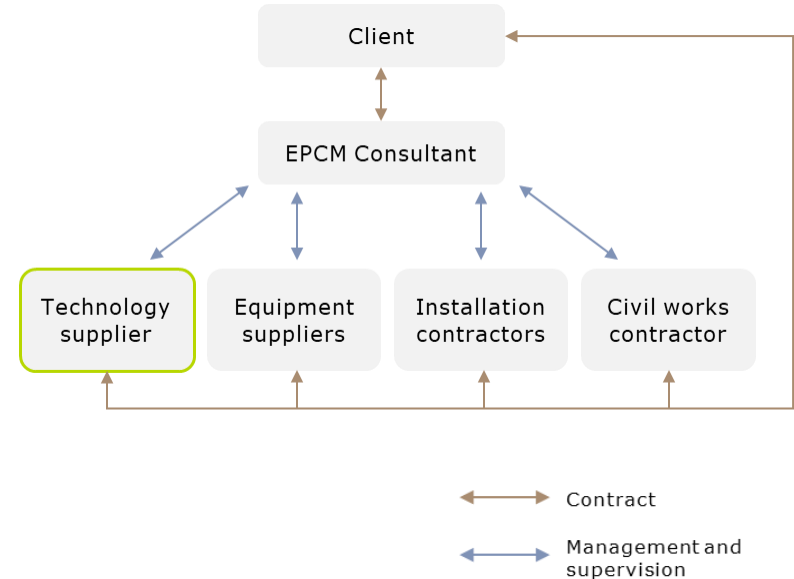 Client
EPCM Consultant
Technology
supplier
Equipment
suppliers
Installation
contractors
Civil works
contractor
Contract
Management and
supervision